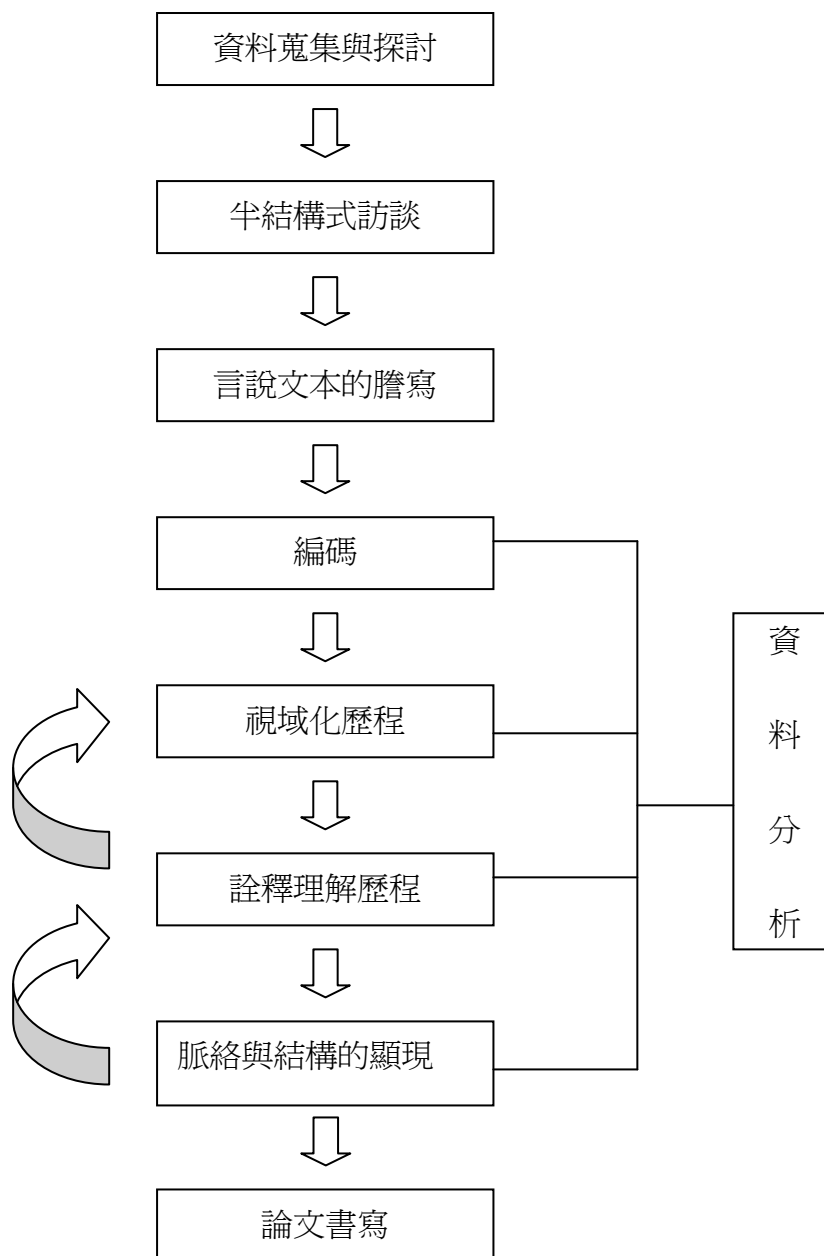 資料蒐集與探討
半結構式訪談
言說文本的謄寫
編碼
視域化歷程
詮釋理解歷程
脈絡與結構的顯現
論文書寫
資
料
分
析